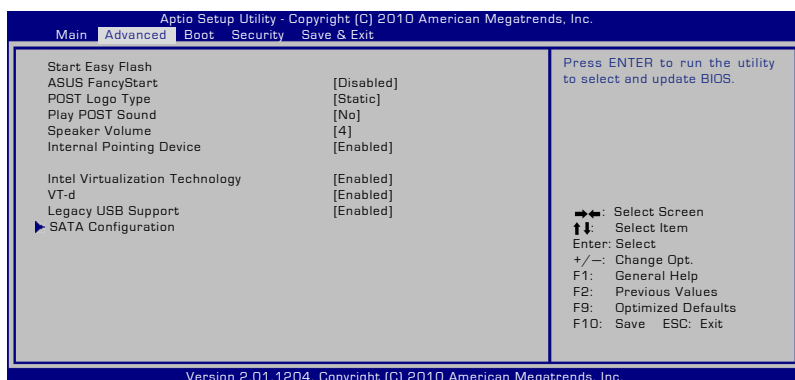 Aptio Setup Utility - Copyright (C) 2010 American Megatrends, Inc.
Main Advanced Boot Security Save & Exit
Start Easy Flash
ASUS FancyStart [Disabled]
POST Logo Type [Static]
Play POST Sound [No]
Speaker Volume [4]
Internal Pointing Device [Enabled]
Intel Virtualization Technology [Enabled]
VT-d [Enabled]
Legacy USB Support [Enabled]
SATA Configuration
Press ENTER to run the utility
to select and update BIOS.
→←: Select Screen
↑↓: Select Item
Enter: Select
+/—: Change Opt.
F1: General Help
F2: Previous Values
F9: Optimized Defaults
F10: Save ESC: Exit
Version 2.01.1204. Copyright (C) 2010 American Megatrends, Inc.